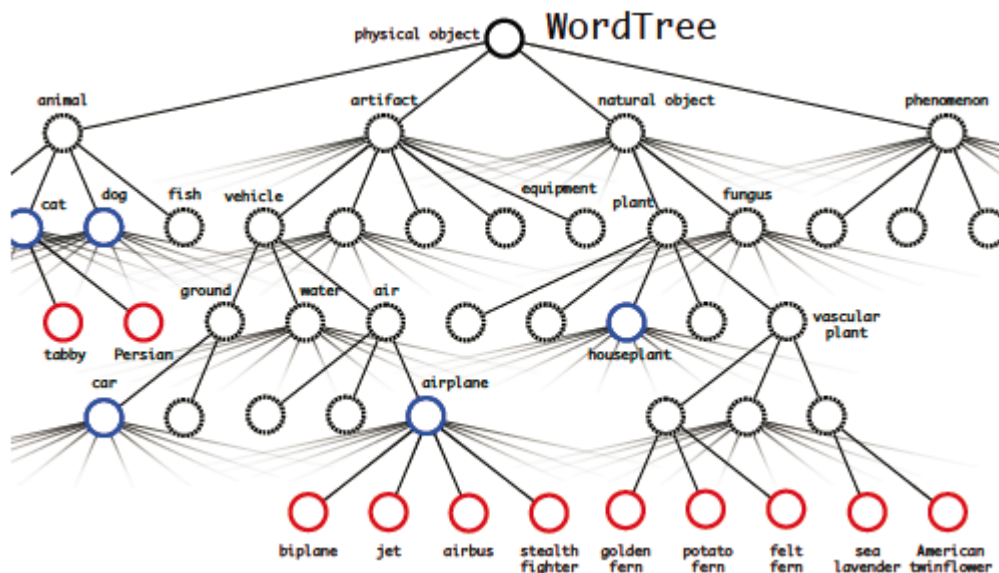 WordTree
physical object
animal
artifact
natural object
phenomenon
cat
dog
fish
vehicle
equipment
plant
fungus
ground
water
air
tabby
Persian
houseplant
vascular
plant
car
airplane
biplane
jet
airbus
stealth
fighter
golden
fern
potato
fern
felt
fern
sea
lavender
American
twinflower